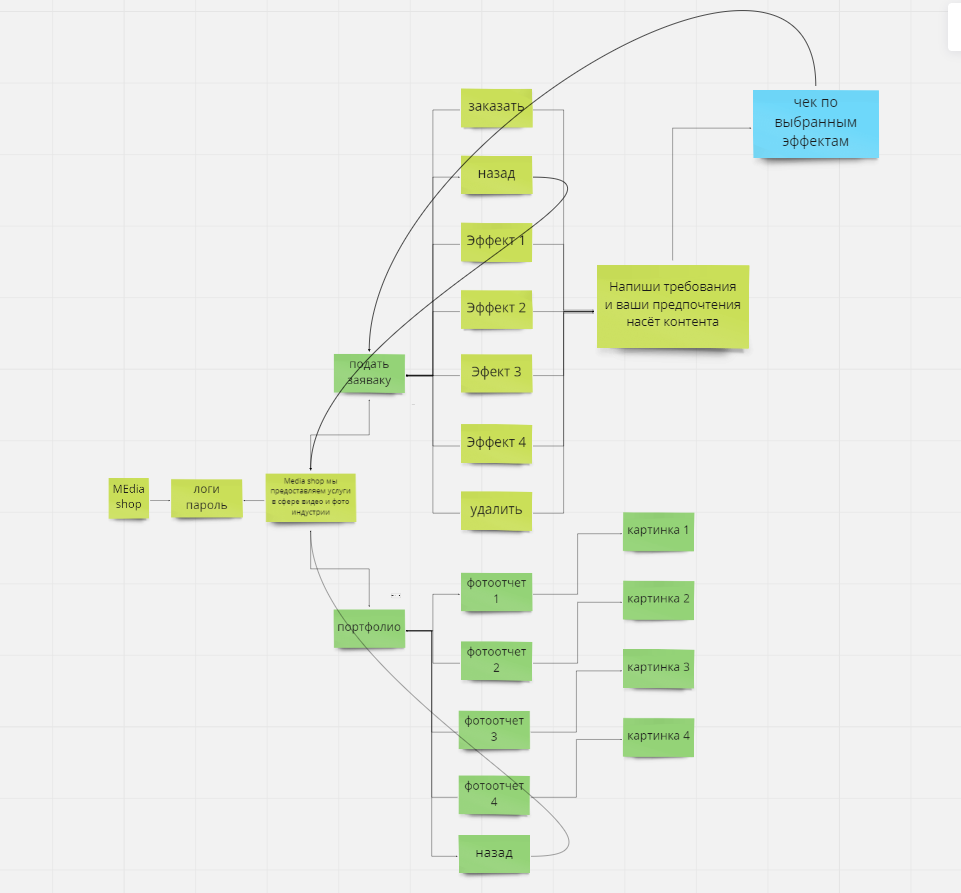 заказать
чек по
выбранным
эффектам
назад
Эффект 1
Эффект 2
Напиши требования
и ваши предпочтения
насёт контента
подать
заяваку
Эфект 3
Эффект 4
MEdia
shop
логи
пароль
Media shop мы
предоставляем услуги
в сфере видео и фото
индустрии
удалить
картинка 1
фотоотчет
1
картинка 2
портфолио
фотоотчет
2
картинка 3
фотоотчет
3
картинка 4
фотоотчет
4
назад